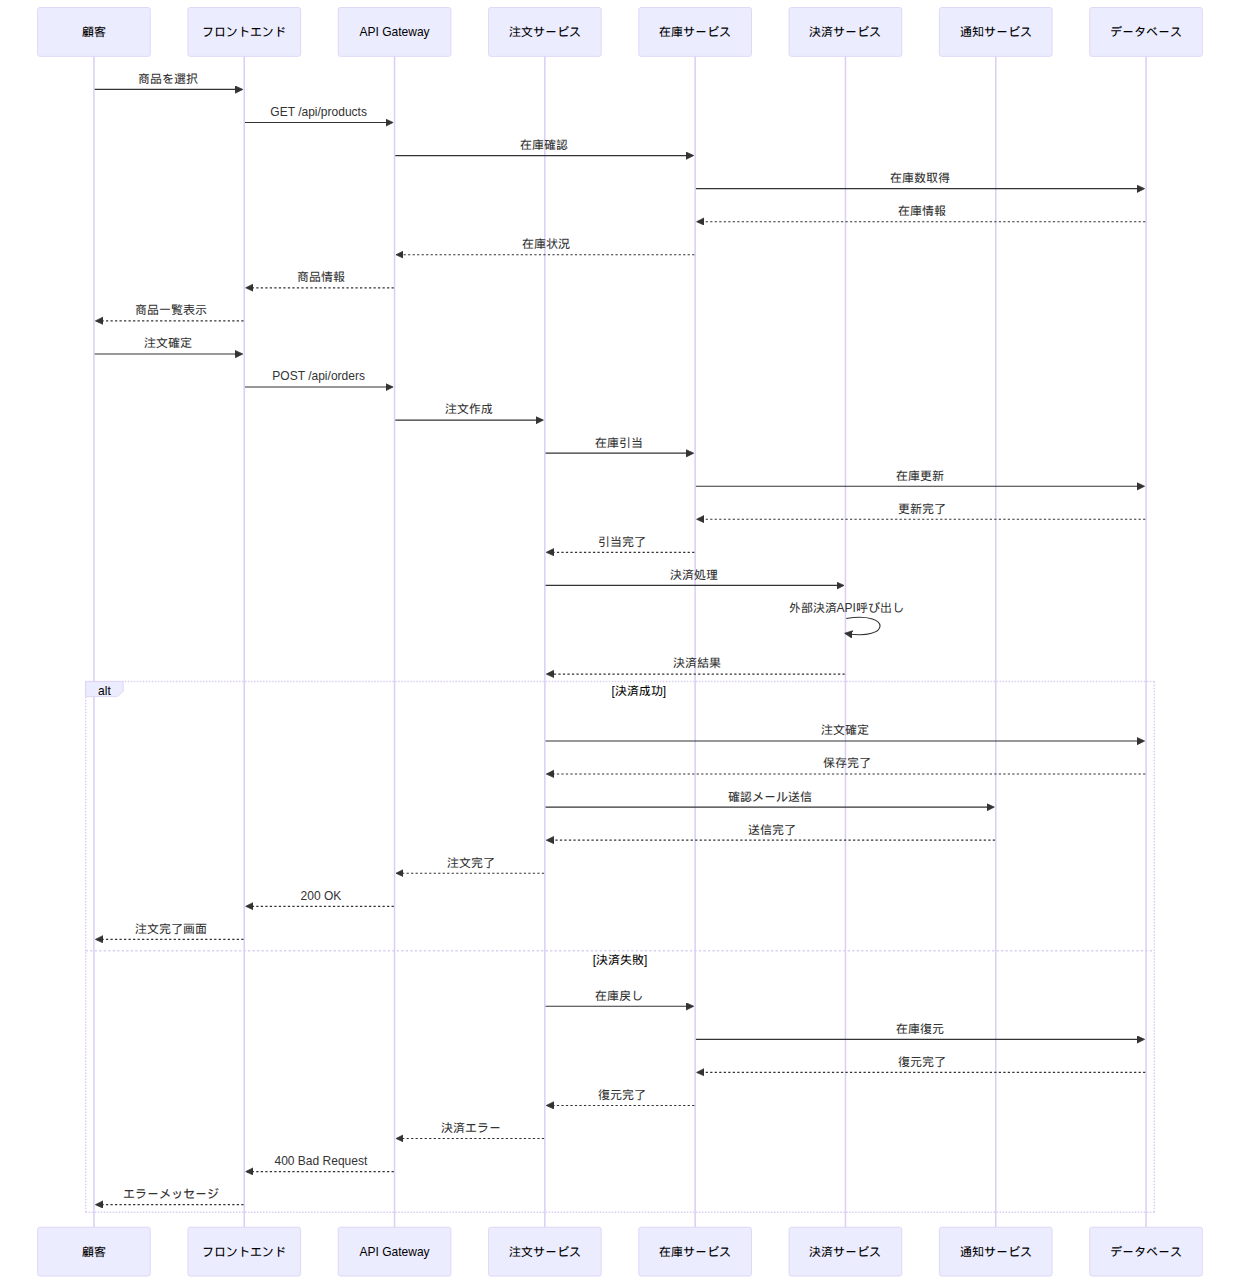 顧客
フロントエンド
API Gateway
注文サービス
在庫サービス
決済サービス
通知サービス
データベース
商品を選択
GET /api/products
在庫確認
在庫数取得
在庫情報
在庫状況
商品情報
商品一覧表示
注文確定
POST /api/orders
注文作成
在庫引当
在庫更新
更新完了
引当完了
決済処理
外部決済API呼び出し
決済結果
alt
[決済成功]
注文確定
保存完了
確認メール送信
送信完了
注文完了
200 OK
注文完了画面
[決済失敗]
在庫戻し
在庫復元
復元完了
復元完了
決済エラー
400 Bad Request
エラーメッセージ
顧客
フロントエンド
API Gateway
注文サービス
在庫サービス
決済サービス
通知サービス
データベース